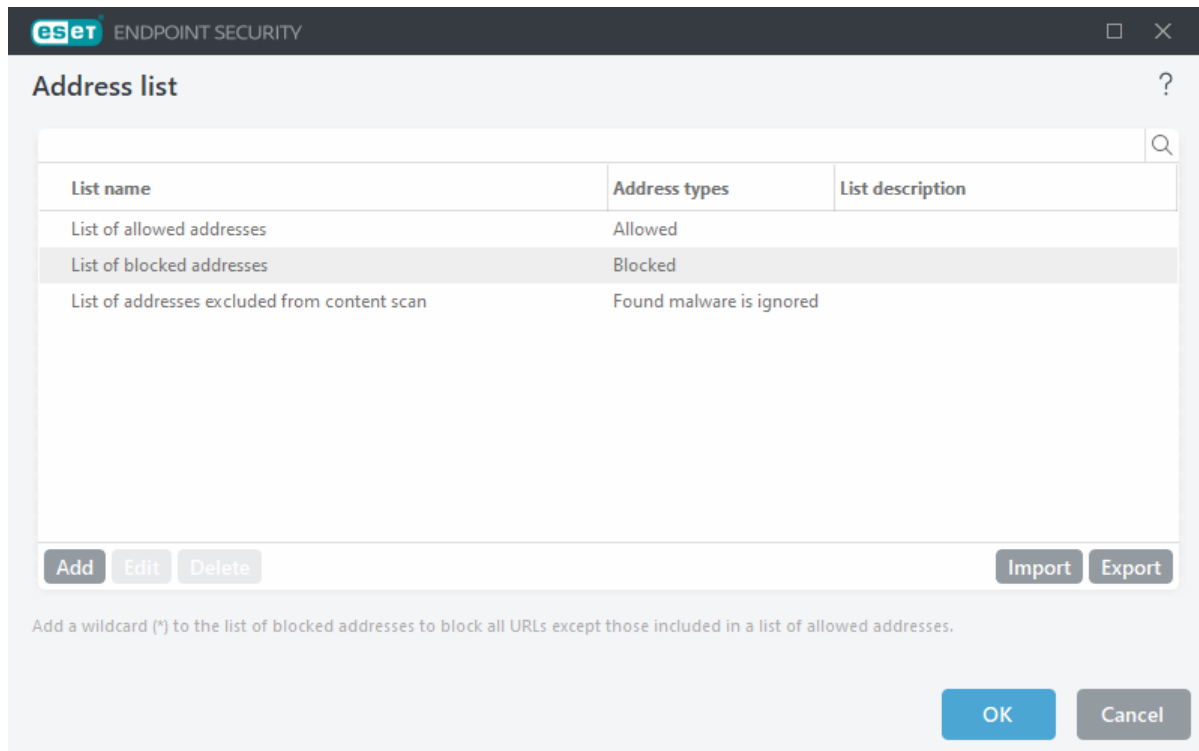 eset ENDPOINT SECURITY
Address list
?
List name Address types List description
List of allowed addresses Allowed
List of blocked addresses Blocked
List of addresses excluded from content scan Found malware is ignored
Add Edit Delete Import Export
Add a wildcard (*) to the list of blocked addresses to block all URLs except those included in a list of allowed addresses.
OK Cancel